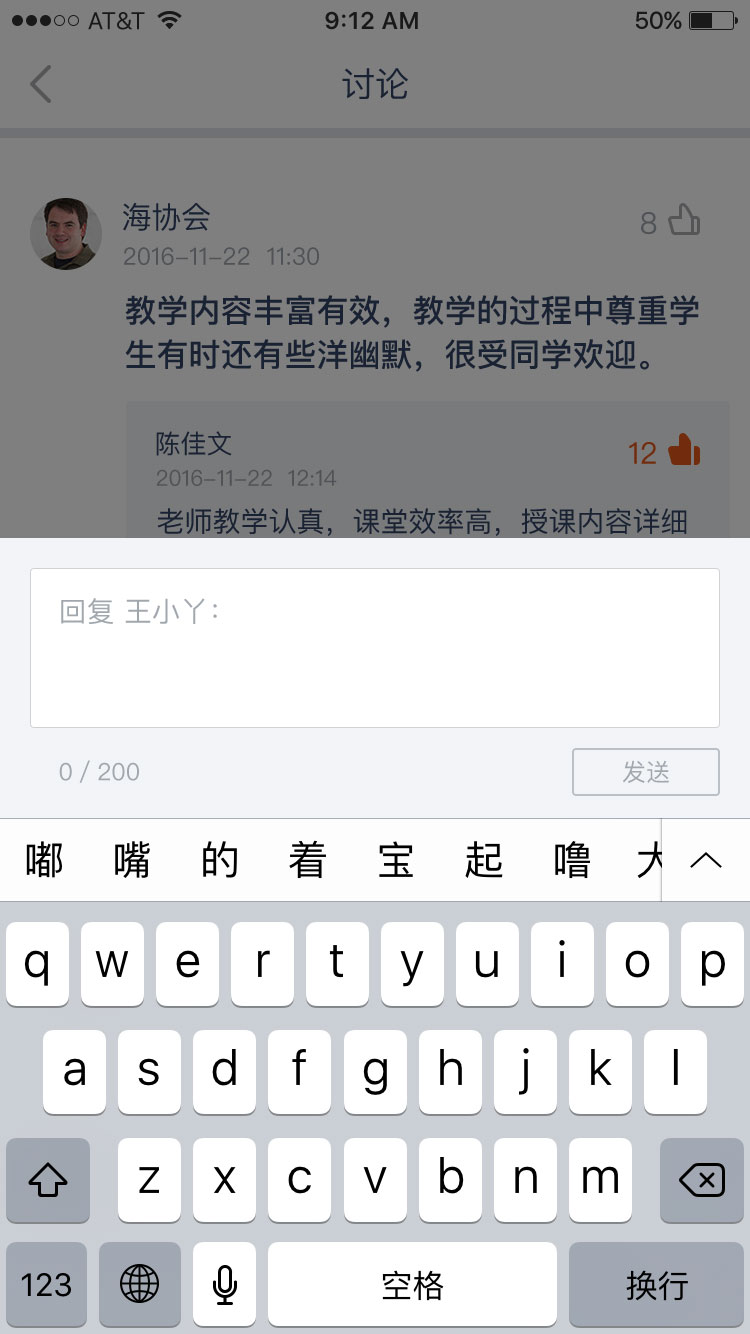 AT&T 9:12 AM 50%
讨论
海协会
8
2016-11-22 11:30
教学内容丰富有效，教学的过程中尊重学
生有时还有些洋幽默，很受同学欢迎。
陈佳文
12
2016-11-22 12:14
老师教学认真，课堂效率高，授课内容详细
回复 王小丫：
0 / 200
发送
嘟 嘴 的 着 宝 起 噜 大
q w e r t y u i o p
a s d f g h j k l
z x c v b n m
123 空格 换行